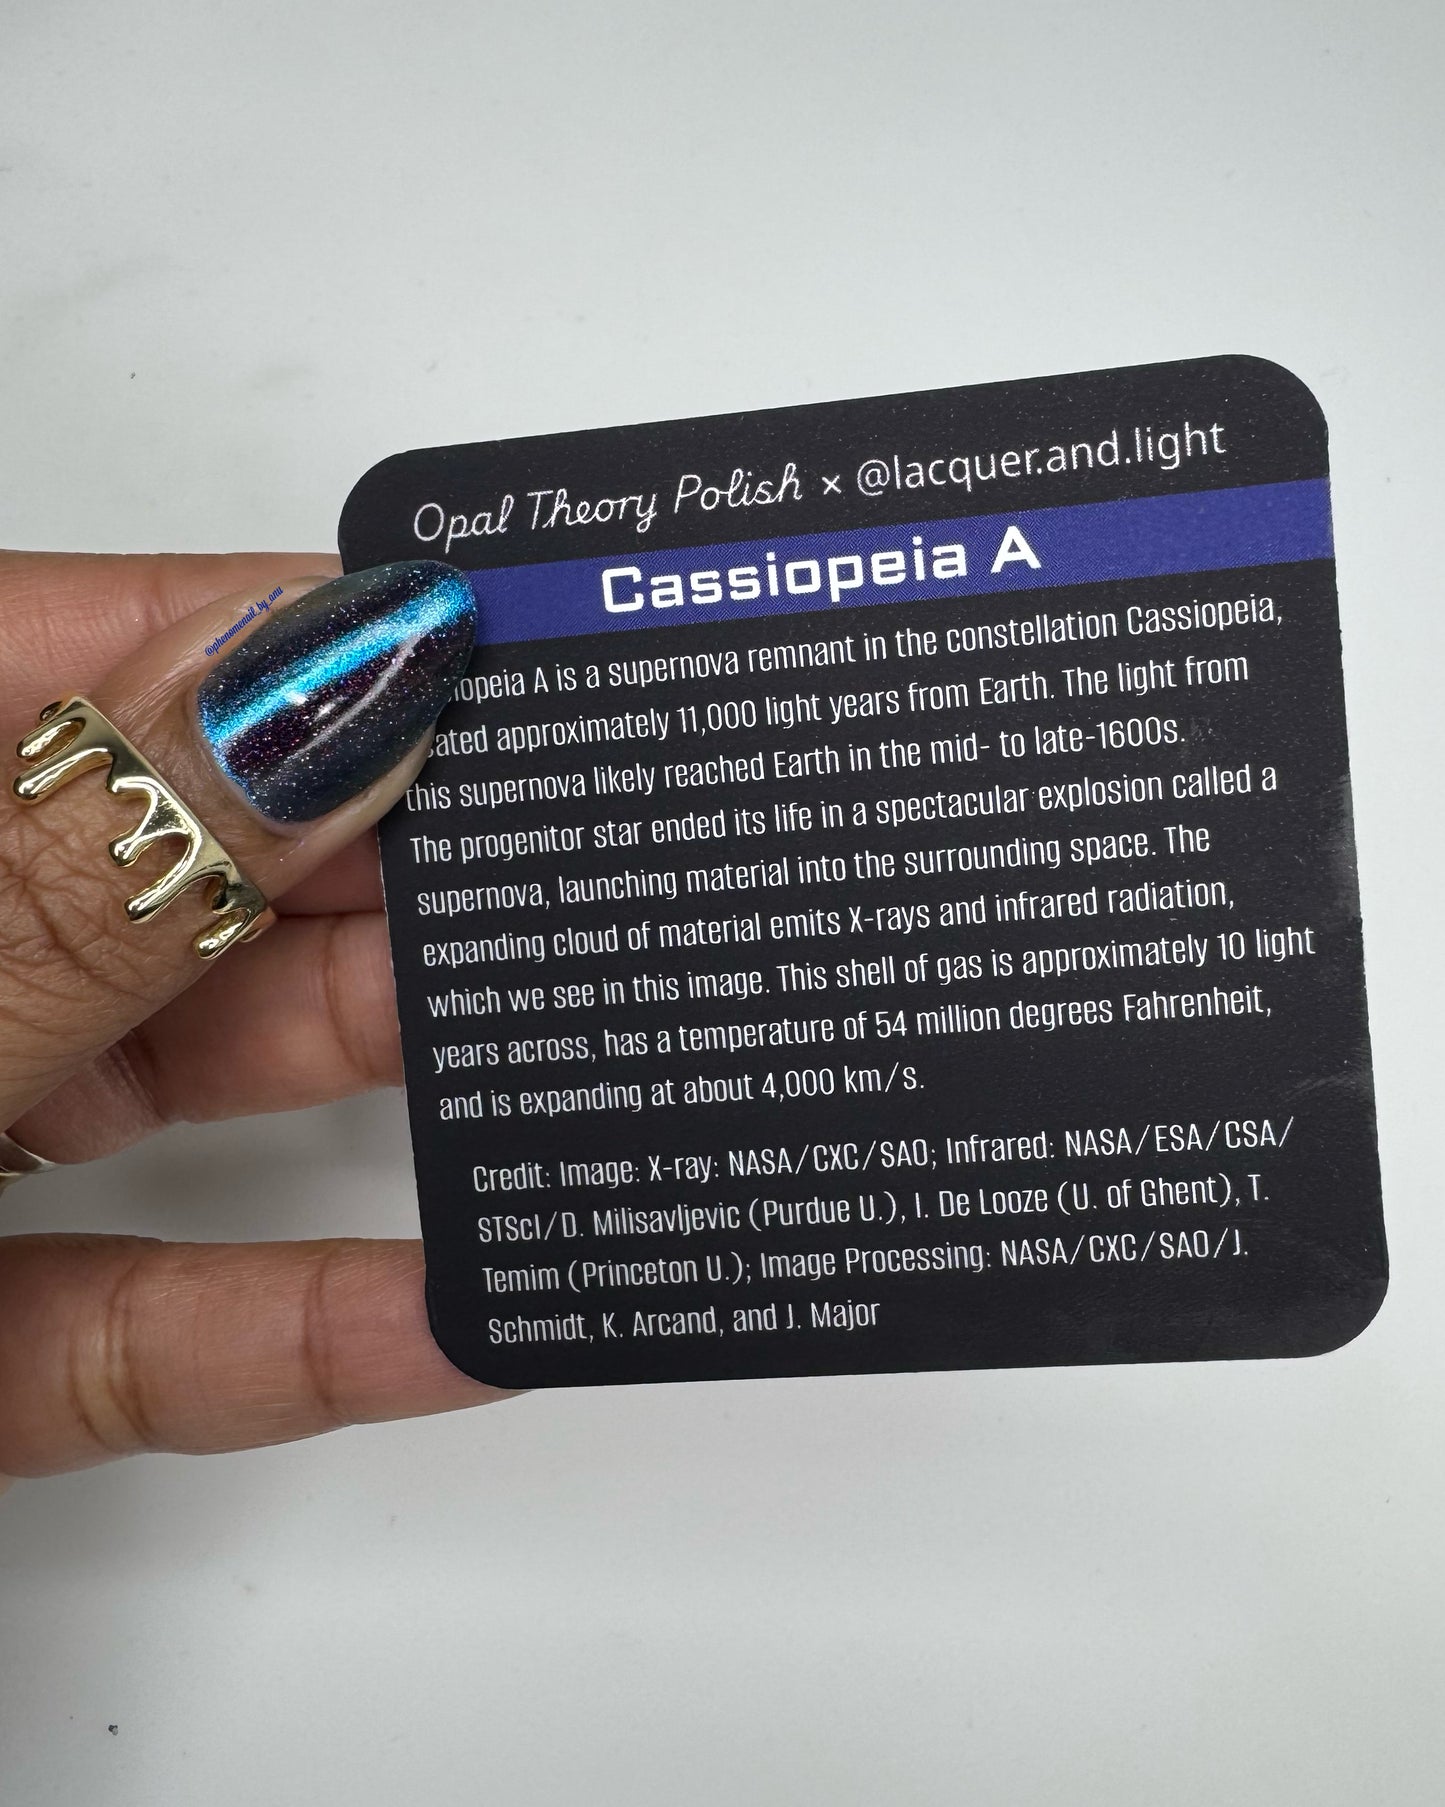 Opal Theory Polish × @lacquer.and.light
Cassiopeia A
A is a supernova remnant in the constellation Cassiopeia,
approximately 11,000 light years from Earth. The light from
this supernova likely reached Earth in the mid- to late-1600s.
The progenitor star ended its life in a spectacular explosion called a
supernova, launching material into the surrounding space. The
expanding cloud of material emits X-rays and infrared radiation,
which we see in this image. This shell of gas is approximately 10 light
years across, has a temperature of 54 million degrees Fahrenheit,
and is expanding at about 4,000 km/s.
Credit: Image: X-ray: NASA/CXC/SAO; Infrared: NASA/ESA/CSA/
STScI/D. Milisavljevic (Purdue U.), I. De Looze (U. of Ghent), T.
Temim (Princeton U.); Image Processing: NASA/CXC/SAO/J.
Schmidt, K. Arcand, and J. Major
@phenomenail_by_anu